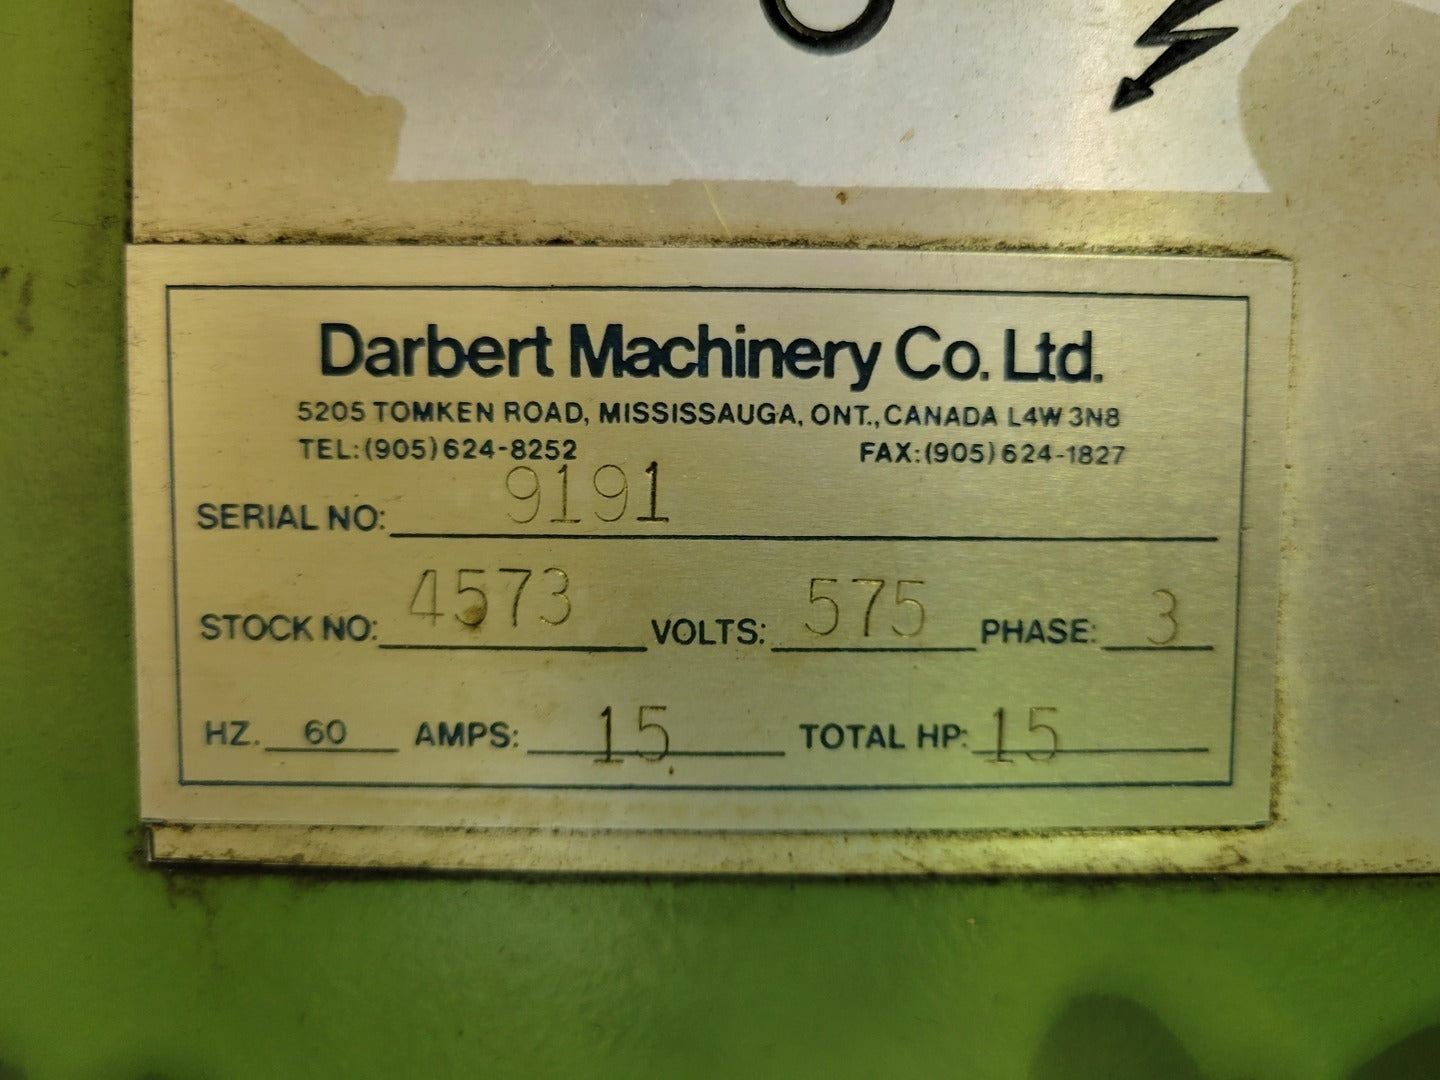 Darbert Machinery Co. Ltd.
5205 TOMKEN ROAD, MISSISSAUGA, ONT., CANADA L4W 3N8
TEL: (905) 624-8252 FAX: (905) 624-1827
SERIAL NO: 9191
STOCK NO: 4573 VOLTS: 575 PHASE: 3
HZ. 60 AMPS: 15 TOTAL HP: 15